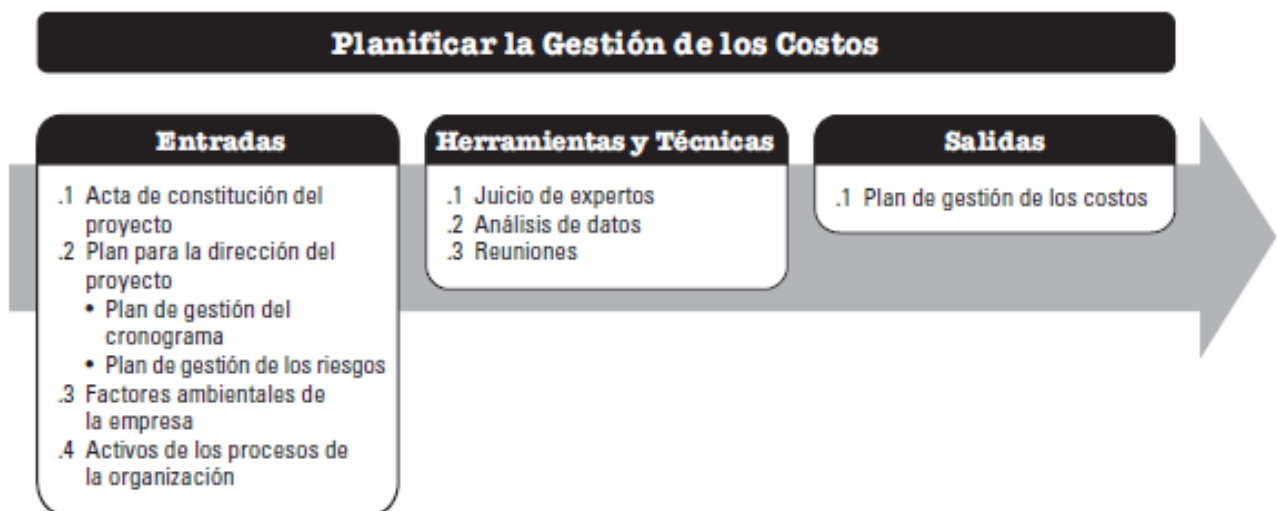 Planificar la Gestión de los Costos
Entradas
.1 Acta de constitución del
proyecto
.2 Plan para la dirección del
proyecto
• Plan de gestión del
cronograma
• Plan de gestión de los riesgos
.3 Factores ambientales de
la empresa
.4 Activos de los procesos de
la organización
Herramientas y Técnicas
.1 Juicio de expertos
.2 Análisis de datos
.3 Reuniones
Salidas
.1 Plan de gestión de los costos